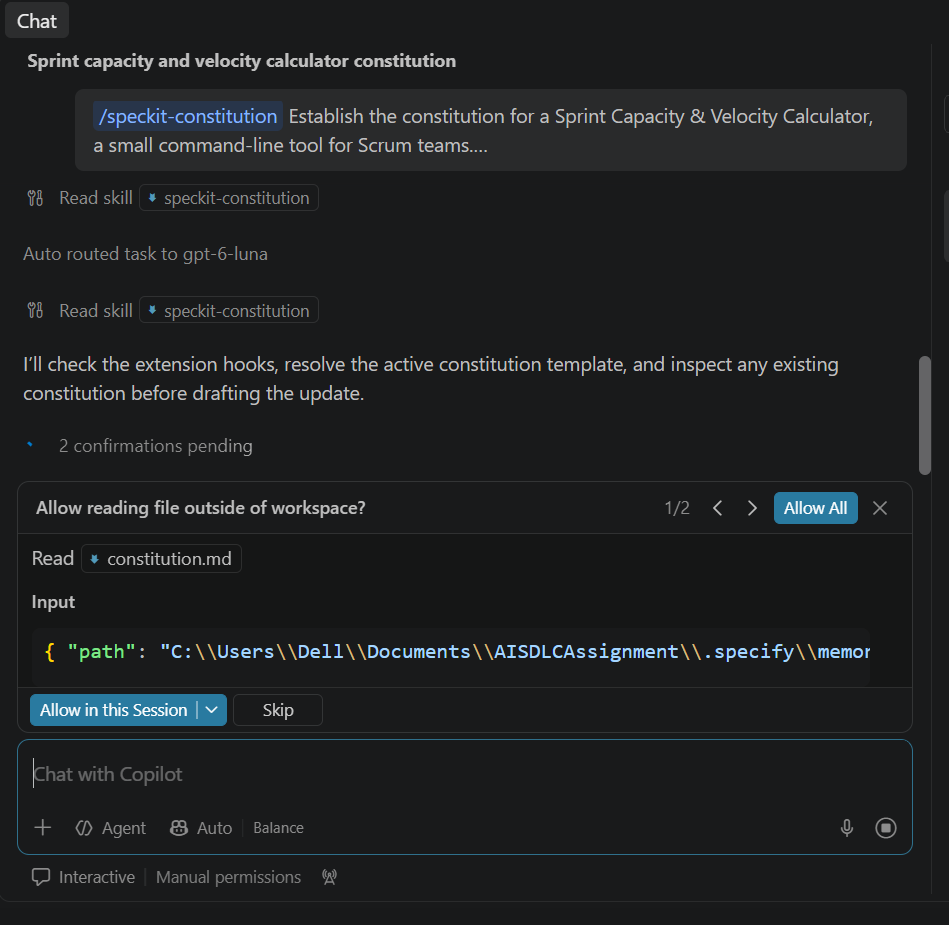 Chat
Sprint capacity and velocity calculator constitution
/speckit-constitution Establish the constitution for a Sprint Capacity & Velocity Calculator,
a small command-line tool for Scrum teams....
Read skill speckit-constitution
Auto routed task to gpt-6-luna
Read skill speckit-constitution
I’ll check the extension hooks, resolve the active constitution template, and inspect any existing
constitution before drafting the update.
2 confirmations pending
Allow reading file outside of workspace? 1/2 Allow All
Read constitution.md
Input
{ "path": "C:\\Users\\Dell\\Documents\\AISDLCAssignment\\.specify\\memor
Allow in this Session Skip
Chat with Copilot
Agent Auto Balance
Interactive Manual permissions